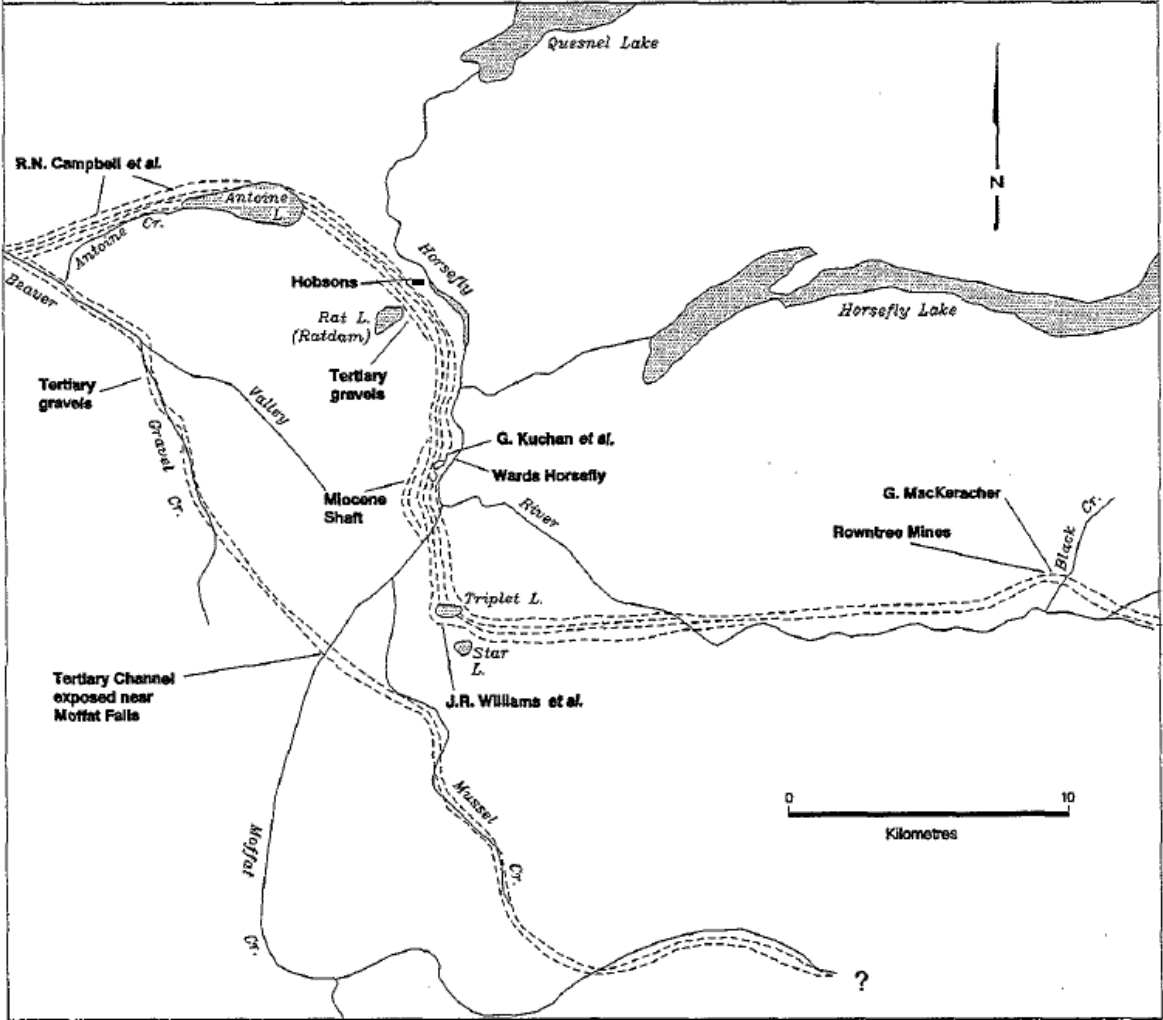 Quesnel Lake
R.N. Campbell et al.
Antoine
L.
Antoine Cr.
N
Beaver
Hobsons
Horsefly
Rat L.
(Ratdam)
Horsefly Lake
Tertiary
gravels
Tertiary
gravels
Valley
Gravel Cr.
G. Kuchan et al.
Wards Horsefly
Miocene
Shaft
River
G. MacKeracher
Rowntree Mines
Black Cr.
Triplet L.
Star
L.
Tertiary Channel
exposed near
Moffat Falls
J.R. Williams et al.
0 10
Kilometres
Mussel Cr.
Moffat Cr.
?